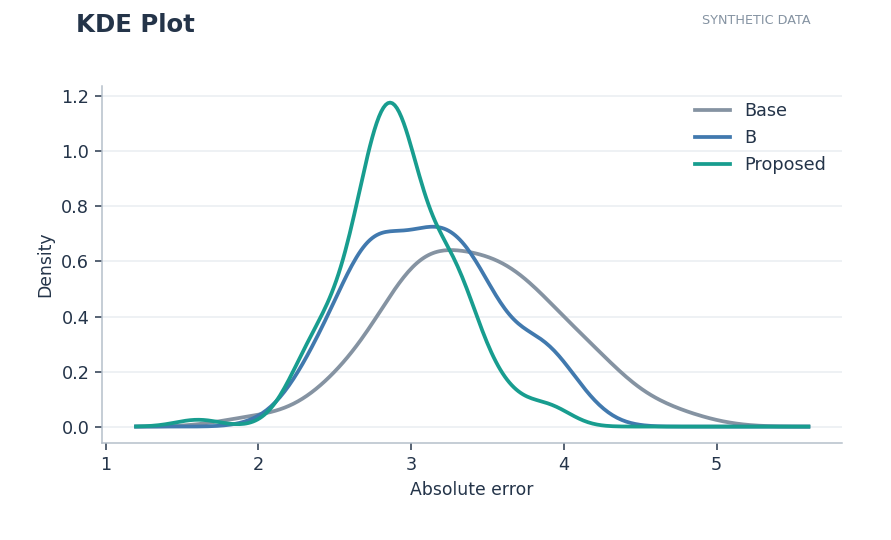 KDE Plot
SYNTHETIC DATA
1.2
1.0
0.8
0.6
0.4
0.2
0.0
Density
Base
B
Proposed
1 2 3 4 5
Absolute error